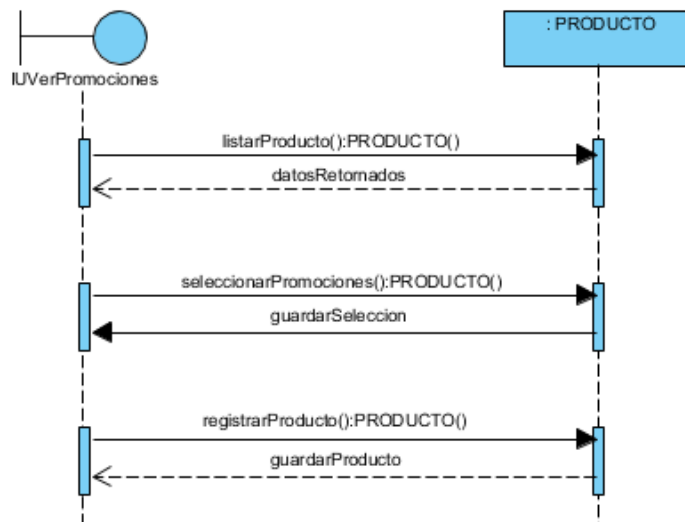 : PRODUCTO
IUVerPromociones
listarProducto():PRODUCTO()
datosRetornados
seleccionarPromociones():PRODUCTO()
guardarSeleccion
registrarProducto():PRODUCTO()
guardarProducto